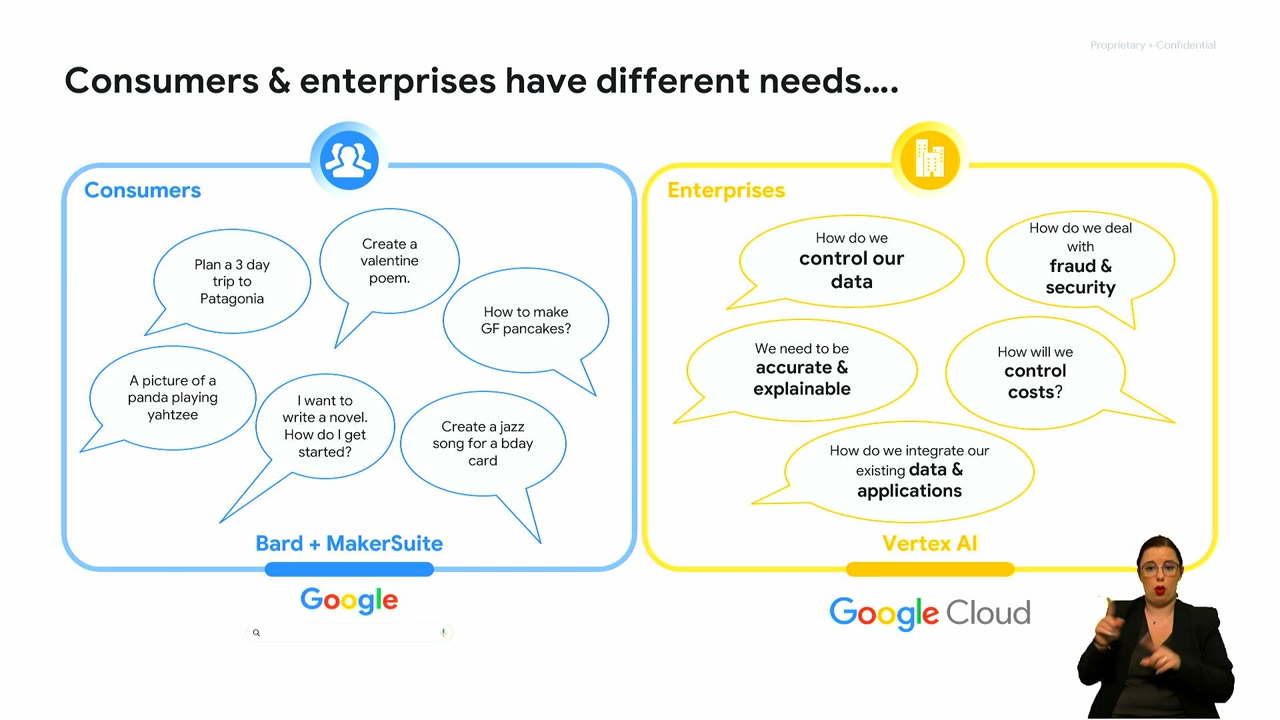 Proprietary + Confidential
Consumers & enterprises have different needs....
Consumers
Plan a 3 day
trip to
Patagonia
Create a
valentine
poem.
How to make
GF pancakes?
A picture of a
panda playing
yahtzee
I want to
write a novel.
How do I get
started?
Create a jazz
song for a bday
card
Bard + MakerSuite
Google
Enterprises
How do we
control our
data
How do we deal
with
fraud &
security
We need to be
accurate &
explainable
How will we
control
costs?
How do we integrate our
existing data &
applications
Vertex AI
Google Cloud